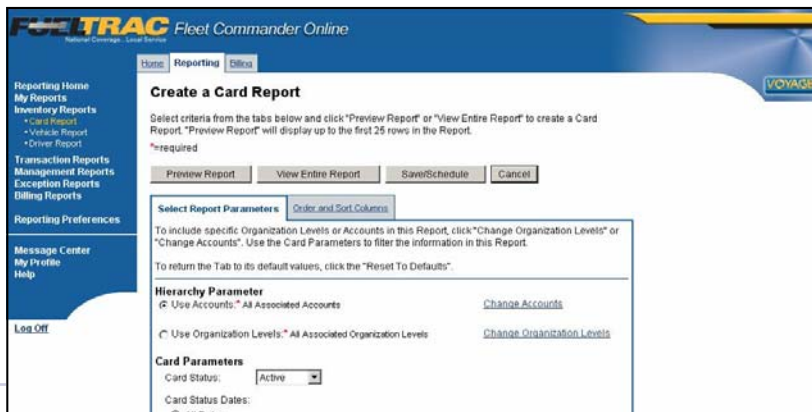 FUELTRAC Fleet Commander Online
National Coverage...Local Service
Home Reporting Billing
VOYAGE
Reporting Home
My Reports
Inventory Reports
• Card Report
• Vehicle Report
• Driver Report
Transaction Reports
Management Reports
Exception Reports
Billing Reports
Reporting Preferences
Message Center
My Profile
Help
Log Off
Create a Card Report
Select criteria from the tabs below and click "Preview Report" or "View Entire Report" to create a Card
Report. "Preview Report" will display up to the first 25 rows in the Report.
*=required
Preview Report View Entire Report Save/Schedule Cancel
Select Report Parameters Order and Sort Columns
To include specific Organization Levels or Accounts in this Report, click "Change Organization Levels" or
"Change Accounts". Use the Card Parameters to filter the information in this Report.
To return the Tab to its default values, click the "Reset To Defaults".
Hierarchy Parameter
Use Accounts:* All Associated Accounts Change Accounts
Use Organization Levels:* All Associated Organization Levels Change Organization Levels
Card Parameters
Card Status: Active
Card Status Dates: